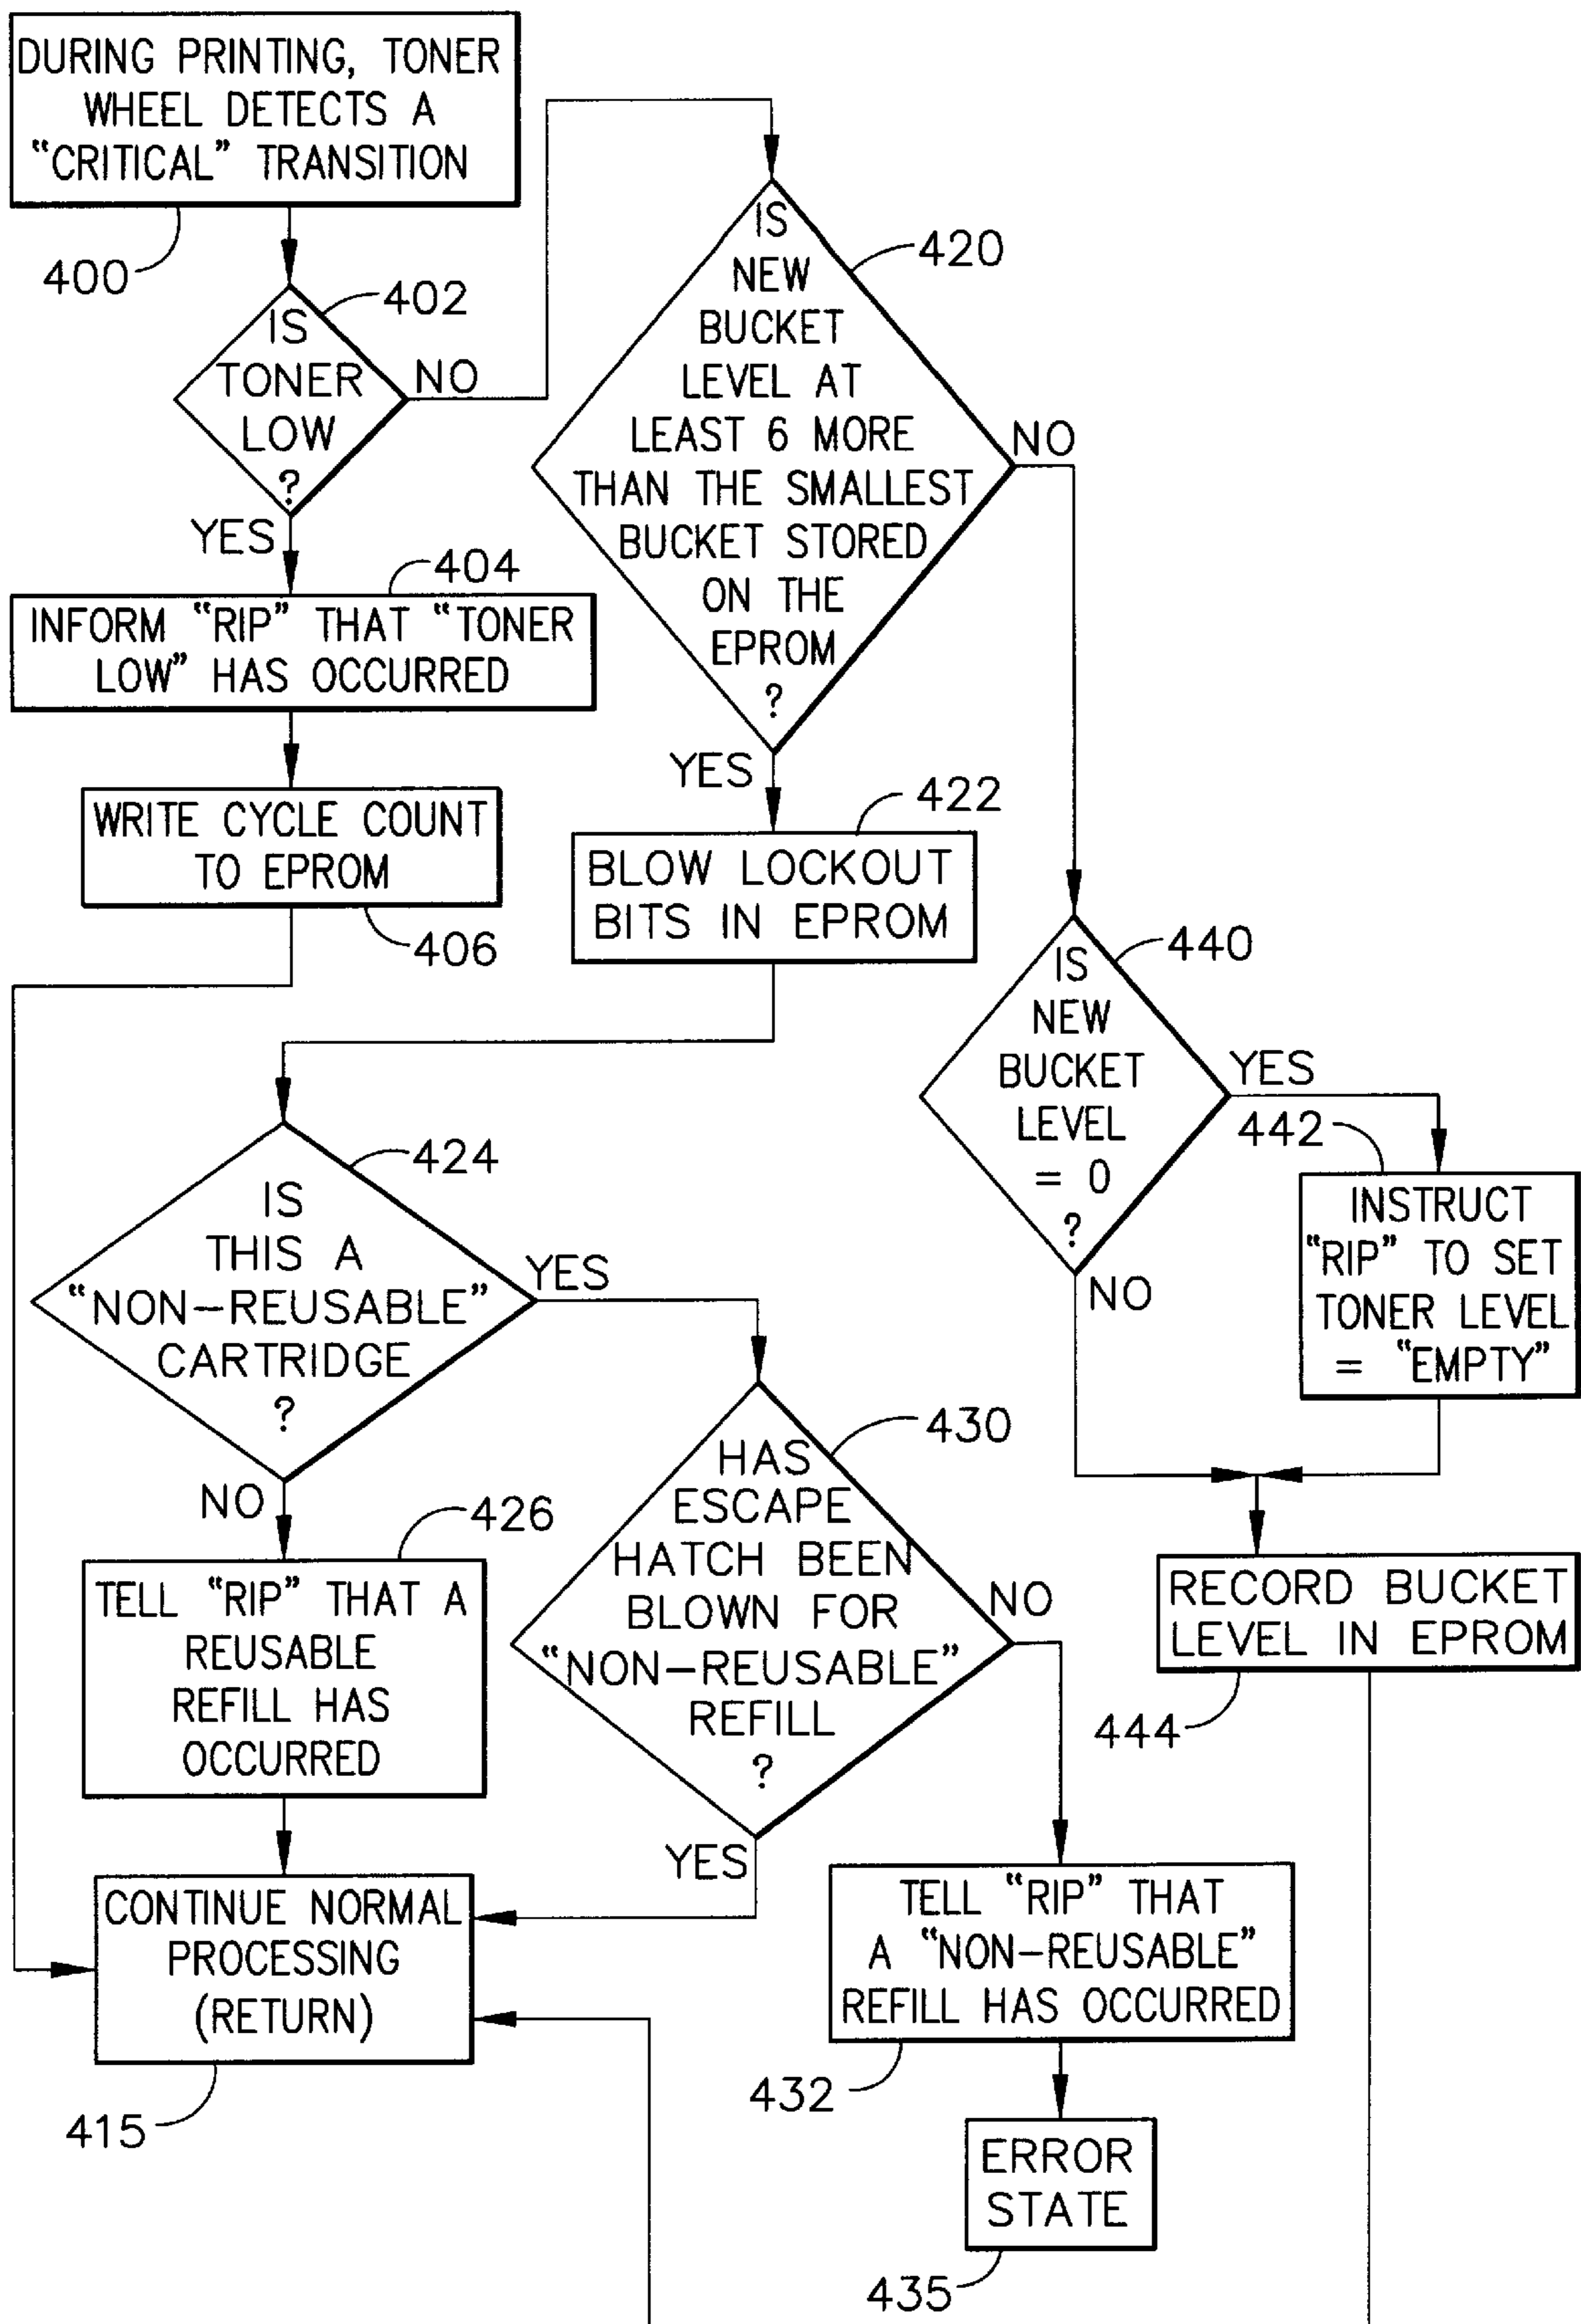 DURING PRINTING, TONER
WHEEL DETECTS A
“CRITICAL” TRANSITION
400
IS
TONER
LOW
?
402
NO
YES
404
INFORM “RIP” THAT “TONER
LOW” HAS OCCURRED
WRITE CYCLE COUNT
TO EPROM
406
IS
NEW
BUCKET
LEVEL AT
LEAST 6 MORE
THAN THE SMALLEST
BUCKET STORED
ON THE
EPROM
?
420
NO
YES
422
BLOW LOCKOUT
BITS IN EPROM
IS
NEW
BUCKET
LEVEL
= 0
?
440
YES
NO
442
INSTRUCT
“RIP” TO SET
TONER LEVEL
= “EMPTY”
IS
THIS A
“NON–REUSABLE”
CARTRIDGE
?
424
YES
NO
426
TELL “RIP” THAT A
REUSABLE
REFILL HAS
OCCURRED
HAS
ESCAPE
HATCH BEEN
BLOWN FOR
“NON–REUSABLE”
REFILL
?
430
NO
YES
RECORD BUCKET
LEVEL IN EPROM
444
CONTINUE NORMAL
PROCESSING
(RETURN)
415
TELL “RIP” THAT
A “NON–REUSABLE”
REFILL HAS OCCURRED
432
ERROR
STATE
435